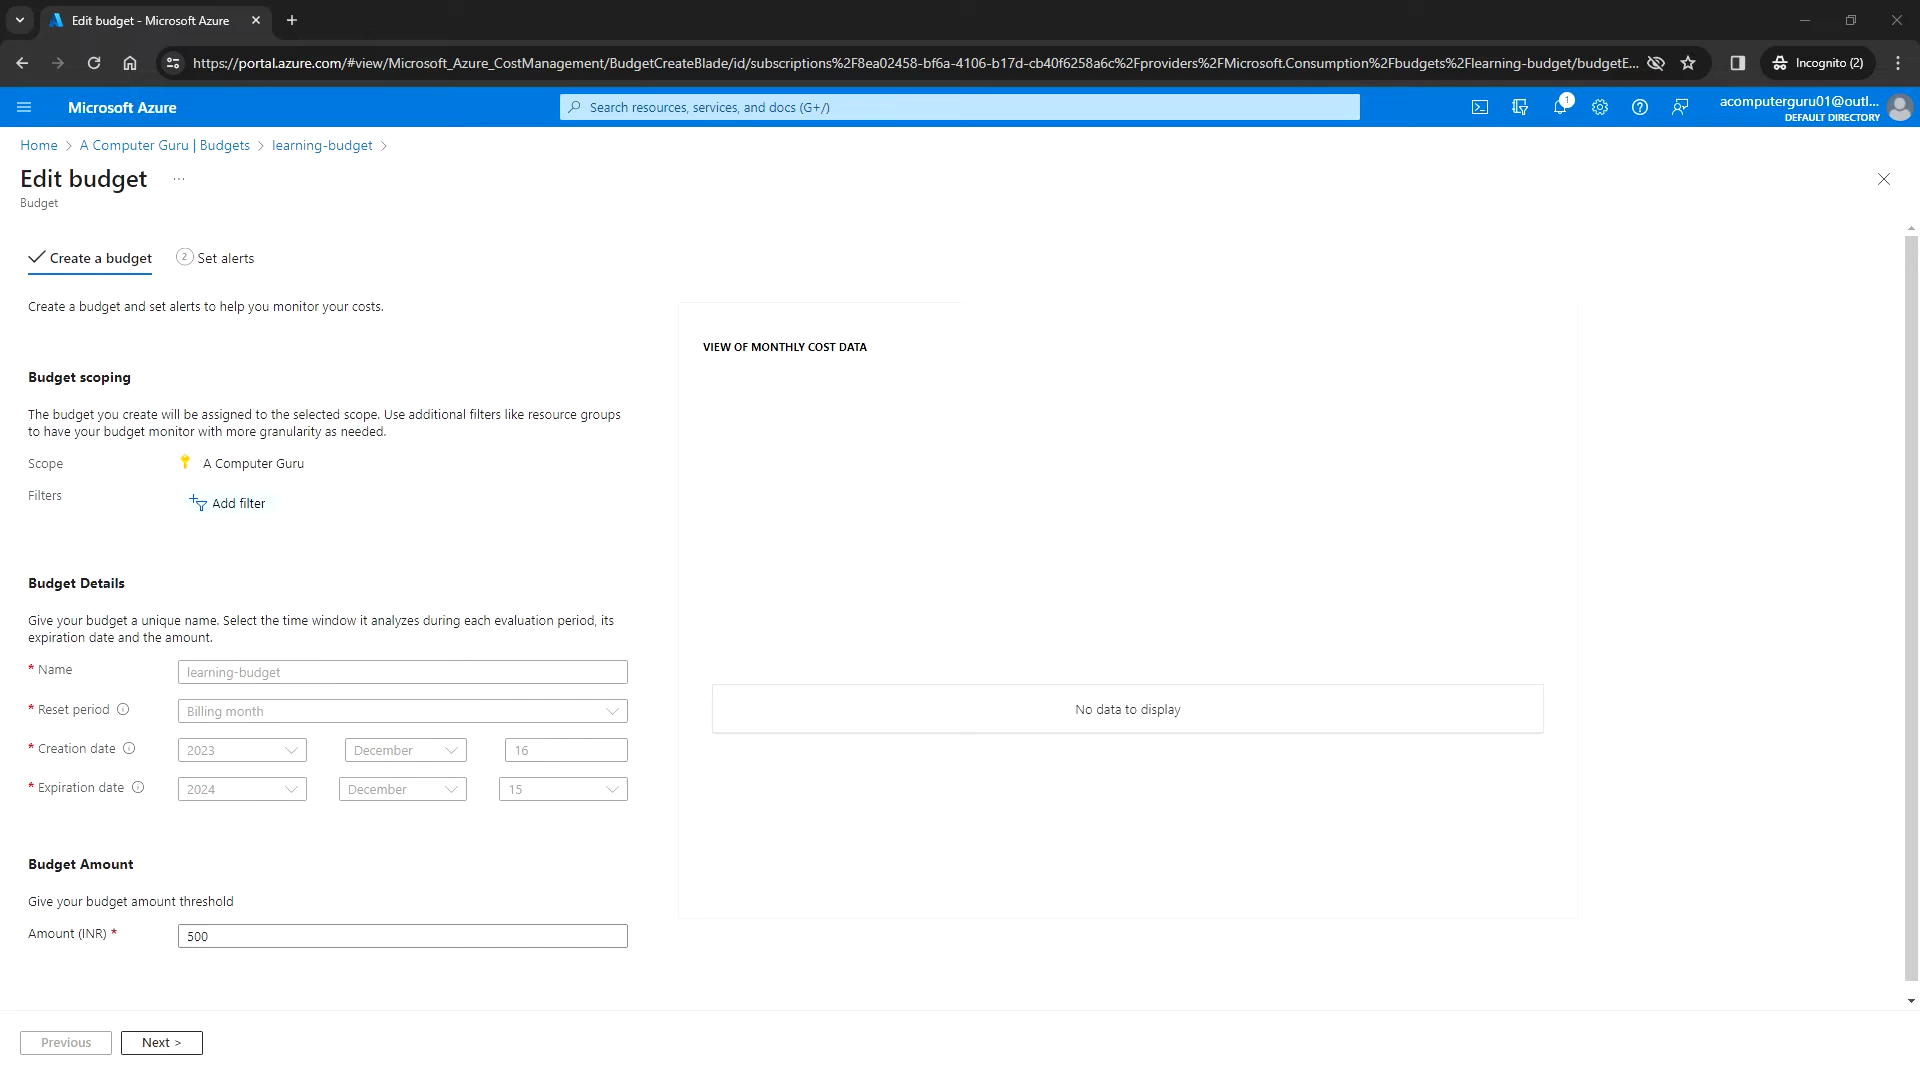 Edit budget - Microsoft Azure
https://portal.azure.com/#view/Microsoft_Azure_CostManagement/BudgetCreateBlade/id/subscriptions%2F8ea02458-bf6a-4106-b17d-cb40f6258a6c%2Fproviders%2FMicrosoft.Consumption%2Fbudgets%2Flearning-budget/budgetE...
Incognito (2)
Microsoft Azure
Search resources, services, and docs (G+/)
1
acomputerguru01@outl...
DEFAULT DIRECTORY
Home > A Computer Guru | Budgets > learning-budget >
Edit budget ...
Budget
Create a budget
2 Set alerts
Create a budget and set alerts to help you monitor your costs.
VIEW OF MONTHLY COST DATA
Budget scoping
The budget you create will be assigned to the selected scope. Use additional filters like resource groups
to have your budget monitor with more granularity as needed.
Scope A Computer Guru
Filters Add filter
Budget Details
Give your budget a unique name. Select the time window it analyzes during each evaluation period, its
expiration date and the amount.
* Name learning-budget
* Reset period Billing month
No data to display
* Creation date 2023 December 16
* Expiration date 2024 December 15
Budget Amount
Give your budget amount threshold
Amount (INR) * 500
Previous
Next >